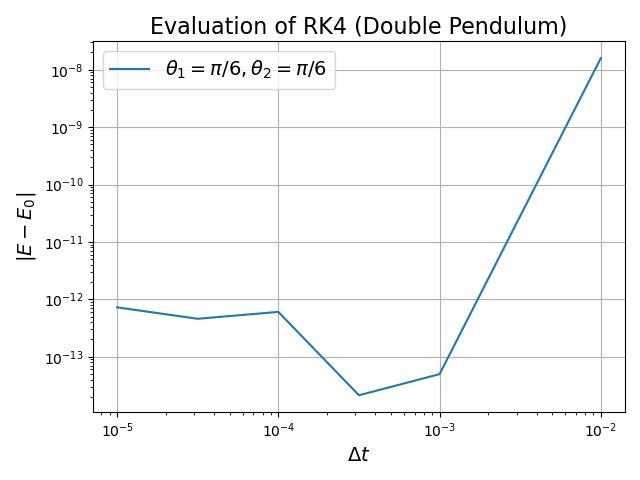 Evaluation of RK4 (Double Pendulum)
θ₁ = π/6, θ₂ = π/6
10⁻⁸
10⁻⁹
10⁻¹⁰
10⁻¹¹
10⁻¹²
10⁻¹³
|E − E₀|
10⁻⁵ 10⁻⁴ 10⁻³ 10⁻²
Δt